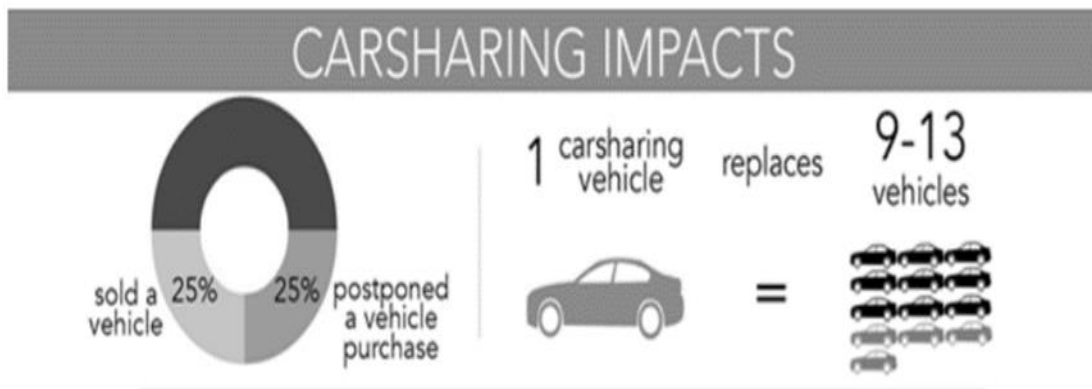 CARSHARING IMPACTS
sold a
vehicle
25%
25%
postponed
a vehicle
purchase
1 carsharing
vehicle
replaces
9-13
vehicles
=